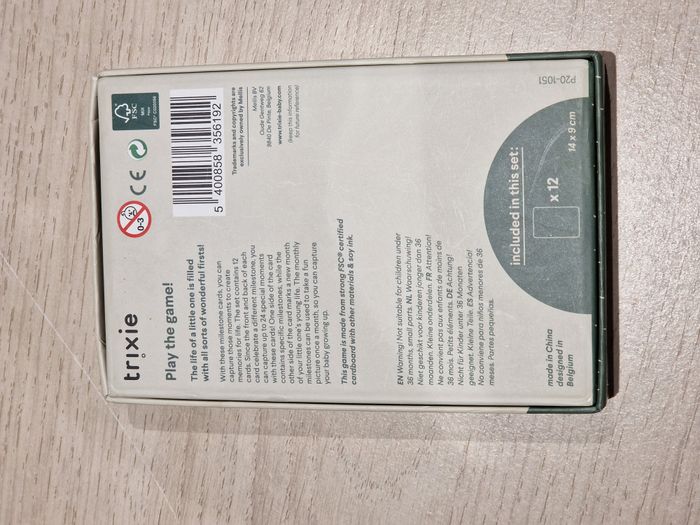 trixie
Play the game!
The life of a little one is filled
with all sorts of wonderful firsts!
With these milestone cards, you can
capture those moments to create
memories for life. The set contains 12
cards. Since the front and back of each
card celebrate a different milestone, you
can capture up to 24 special moments
with these cards! One side of the card
contains specific milestones, while the
other side of the card marks a new month
of your little one's young life. The monthly
milestones can be used to take a fun
picture once a month, so you can capture
your baby growing up.
This game is made from strong FSC® certified
cardboard with other materials & soy ink.
EN Warning! Not suitable for children under
36 months, small parts. NL Waarschuwing!
Niet geschikt voor kinderen jonger dan 36
maanden. Kleine onderdelen. FR Attention!
Ne convient pas aux enfants de moins de
36 mois. Petits éléments. DE Achtung!
Nicht für Kinder unter 36 Monaten
geeignet. Kleine Teile. ES Advertencia!
No conviene para niños menores de 36
meses. Partes pequeñas.
made in China
designed in
Belgium
0-3
CE
FSC
MIX
5 400858 356192
Trademarks and copyrights are
exclusively owned by Mellis
Mellis BV
Oude Gentweg 62
9840 De Pinte, Belgium
www.trixie-baby.com
(keep this information
for future reference)
included in this set:
x 12
14 x 9 cm
P20-1051